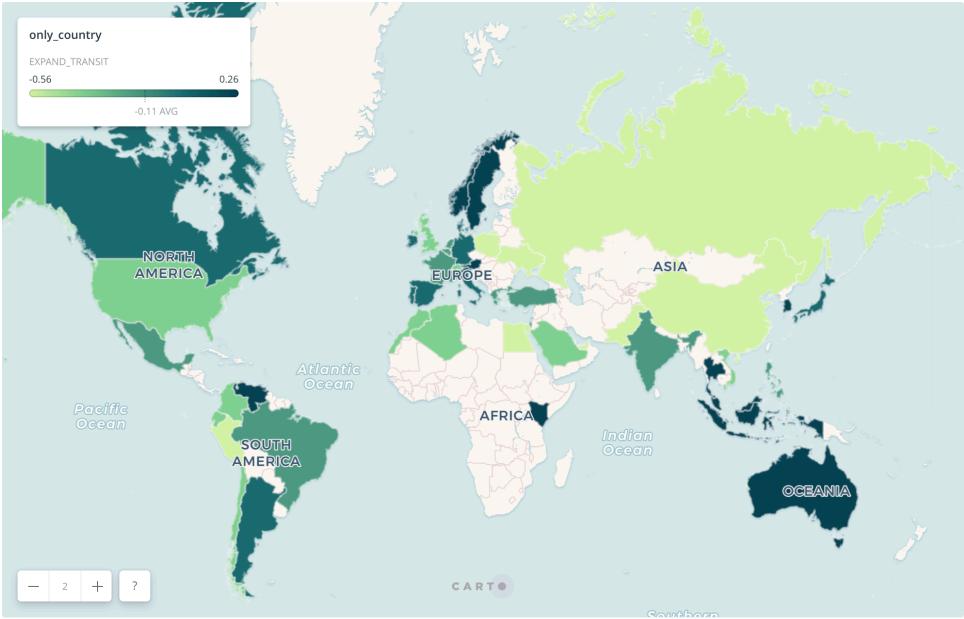 only_country
EXPAND_TRANSIT
-0.56 0.26
-0.11 AVG
NORTH
AMERICA
EUROPE
ASIA
Atlantic
Ocean
Pacific
Ocean
AFRICA
SOUTH
AMERICA
Indian
Ocean
OCEANIA
− 2 + ?
CARTO
Southern